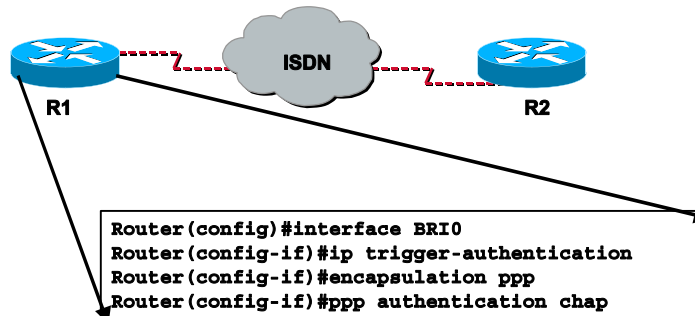 ISDN
R1
R2
Router(config)#interface BRI0
Router(config-if)#ip trigger-authentication
Router(config-if)#encapsulation ppp
Router(config-if)#ppp authentication chap